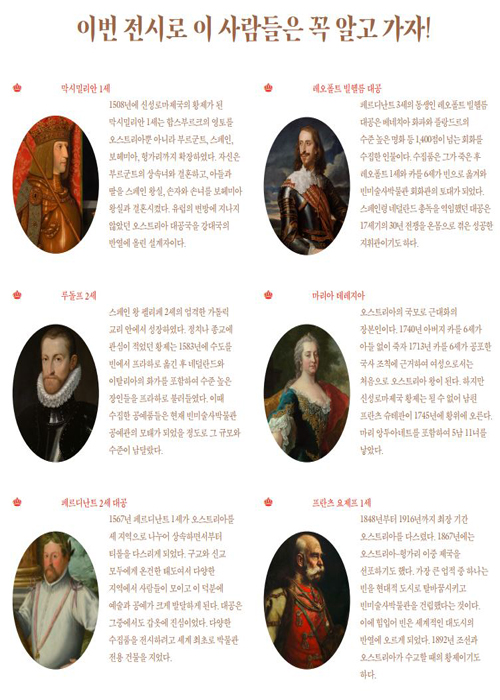 이번 전시로 이 사람들은 꼭 알고 가자!
막시밀리안 1세
1508년에 신성로마제국의 황제가 된
막시밀리안 1세는 합스부르크의 영토를
오스트리아뿐 아니라 부르군트, 스페인,
보헤미아, 헝가리까지 확장하였다. 자신은
부르군트의 상속녀와 결혼하고, 아들과
딸을 스페인 왕실, 손자와 손녀를 보헤미아
왕실과 결혼시켰다. 유럽의 변방에 지나지
않았던 오스트리아 대공국을 강대국의
반열에 올린 설계자이다.
레오폴트 빌헬름 대공
페르디난트 3세의 동생인 레오폴트 빌헬름
대공은 베네치아 회화와 플랑드르의
수준 높은 명화 등 1,400점이 넘는 회화를
수집한 인물이다. 수집품은 그가 죽은 후
레오폴트 1세와 카를 6세가 빈으로 옮겨와
빈미술사박물관 회화관의 토대가 되었다.
스페인령 네덜란드 총독을 역임했던 대공은
17세기의 30년 전쟁을 온몸으로 겪은 성공한
지휘관이기도 하다.
루돌프 2세
스페인 왕 펠리페 2세의 엄격한 가톨릭
교리 안에서 성장하였다. 정치나 종교에
관심이 적었던 황제는 1583년에 수도를
빈에서 프라하로 옮긴 후 네덜란드와
이탈리아의 화가를 포함하여 수준 높은
장인들을 프라하로 불러들였다. 이때
수집한 공예품들은 현재 빈미술사박물관
공예관의 모태가 되었을 정도로 그 규모와
수준이 남달랐다.
마리아 테레지아
오스트리아의 국모로 근대화의
장본인이다. 1740년 아버지 카를 6세가
아들 없이 죽자 1713년 카를 6세가 공포한
국사 조칙에 근거하여 여성으로서는
처음으로 오스트리아 왕이 된다. 하지만
신성로마제국 황제는 될 수 없어 남편
프란츠 슈테판이 1745년에 황위에 오른다.
마리 앙투아네트를 포함하여 5남 11녀를
낳았다.
페르디난트 2세 대공
1567년 페르디난트 1세가 오스트리아를
세 지역으로 나누어 상속하면서부터
티롤을 다스리게 되었다. 구교와 신교
모두에게 온건한 태도여서 다양한
지역에서 사람들이 모이고 이 덕분에
예술과 공예가 크게 발달하게 된다. 대공은
그중에서도 갑옷에 진심이었다. 다양한
수집품을 전시하려고 세계 최초로 박물관
전용 건물을 지었다.
프란츠 요제프 1세
1848년부터 1916년까지 최장 기간
오스트리아를 다스렸다. 1867년에는
오스트리아-헝가리 이중 제국을
선포하기도 했다. 가장 큰 업적 중 하나는
빈을 현대적 도시로 탈바꿈시키고
빈미술사박물관을 건립했다는 것이다.
이에 힘입어 빈은 세계적인 대도시의
반열에 오르게 되었다. 1892년 조선과
오스트리아가 수교할 때의 황제이기도
하다.